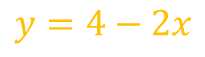 y = 4 − 2x